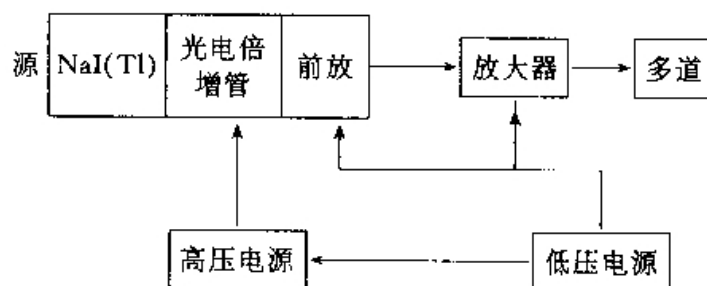 源
NaI(Tl)
光电倍
增管
前放
放大器
多道
高压电源
低压电源